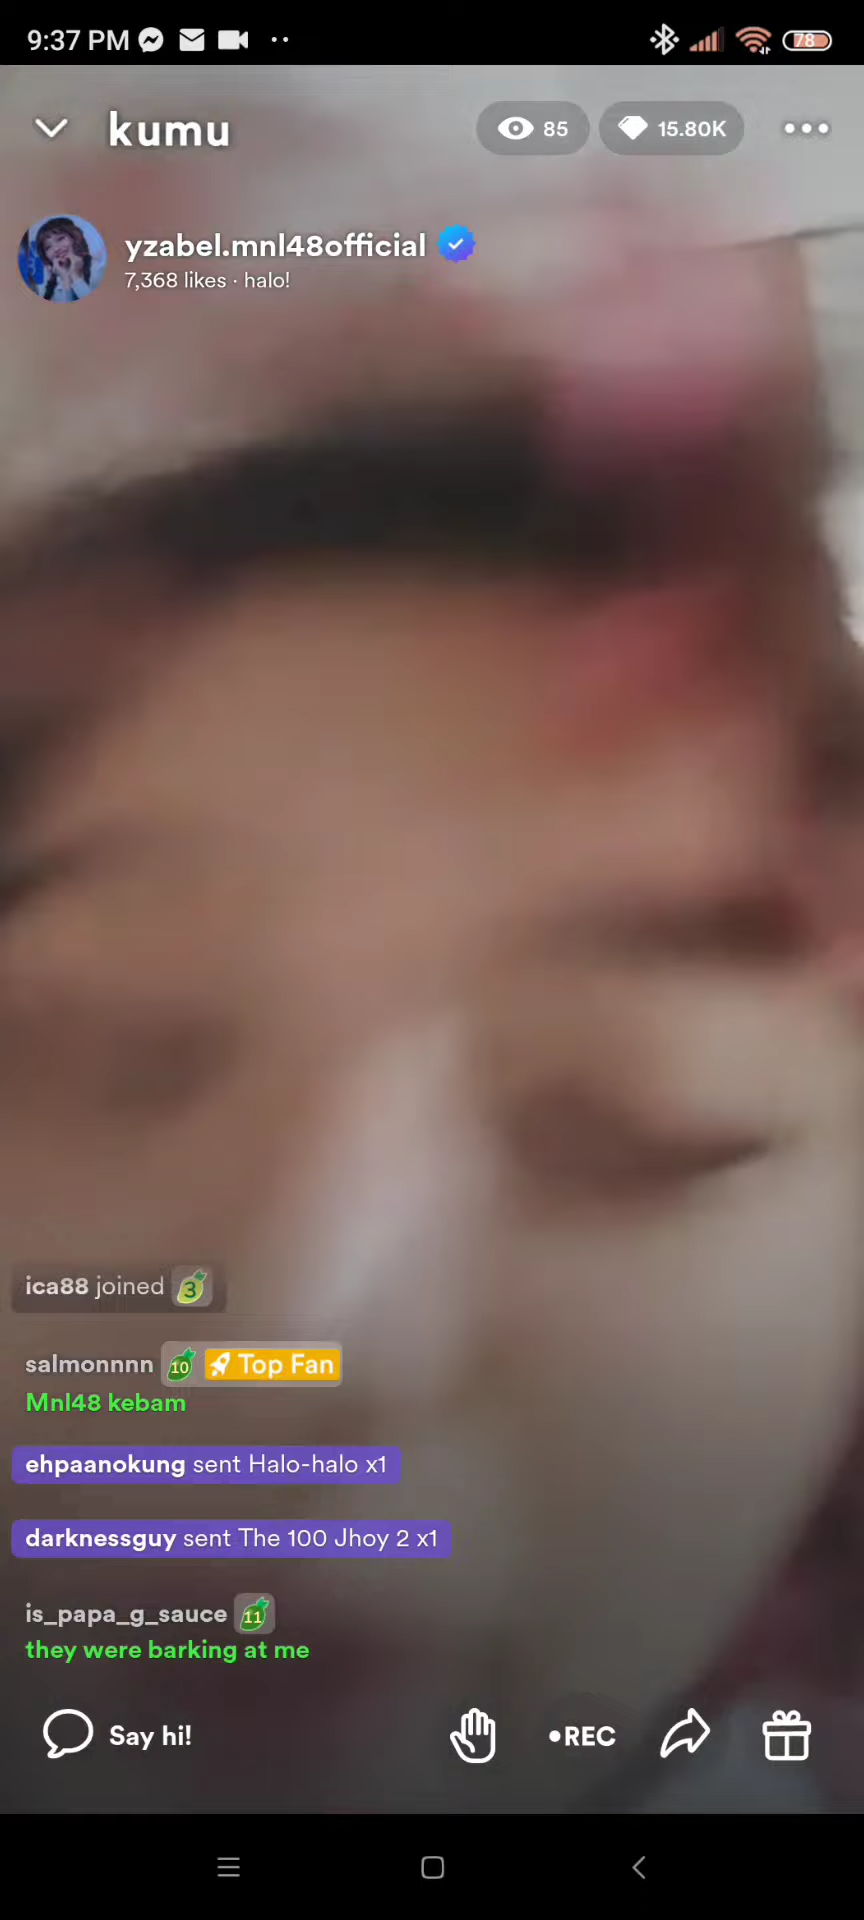 9:37 PM
78
kumu
85
15.80K
yzabel.mnl48official
7,368 likes · halo!
ica88 joined 3
salmonnnn 10 Top Fan
Mnl48 kebam
ehpaanokung sent Halo-halo x1
darknessguy sent The 100 Jhoy 2 x1
is_papa_g_sauce 11
they were barking at me
Say hi!
•REC